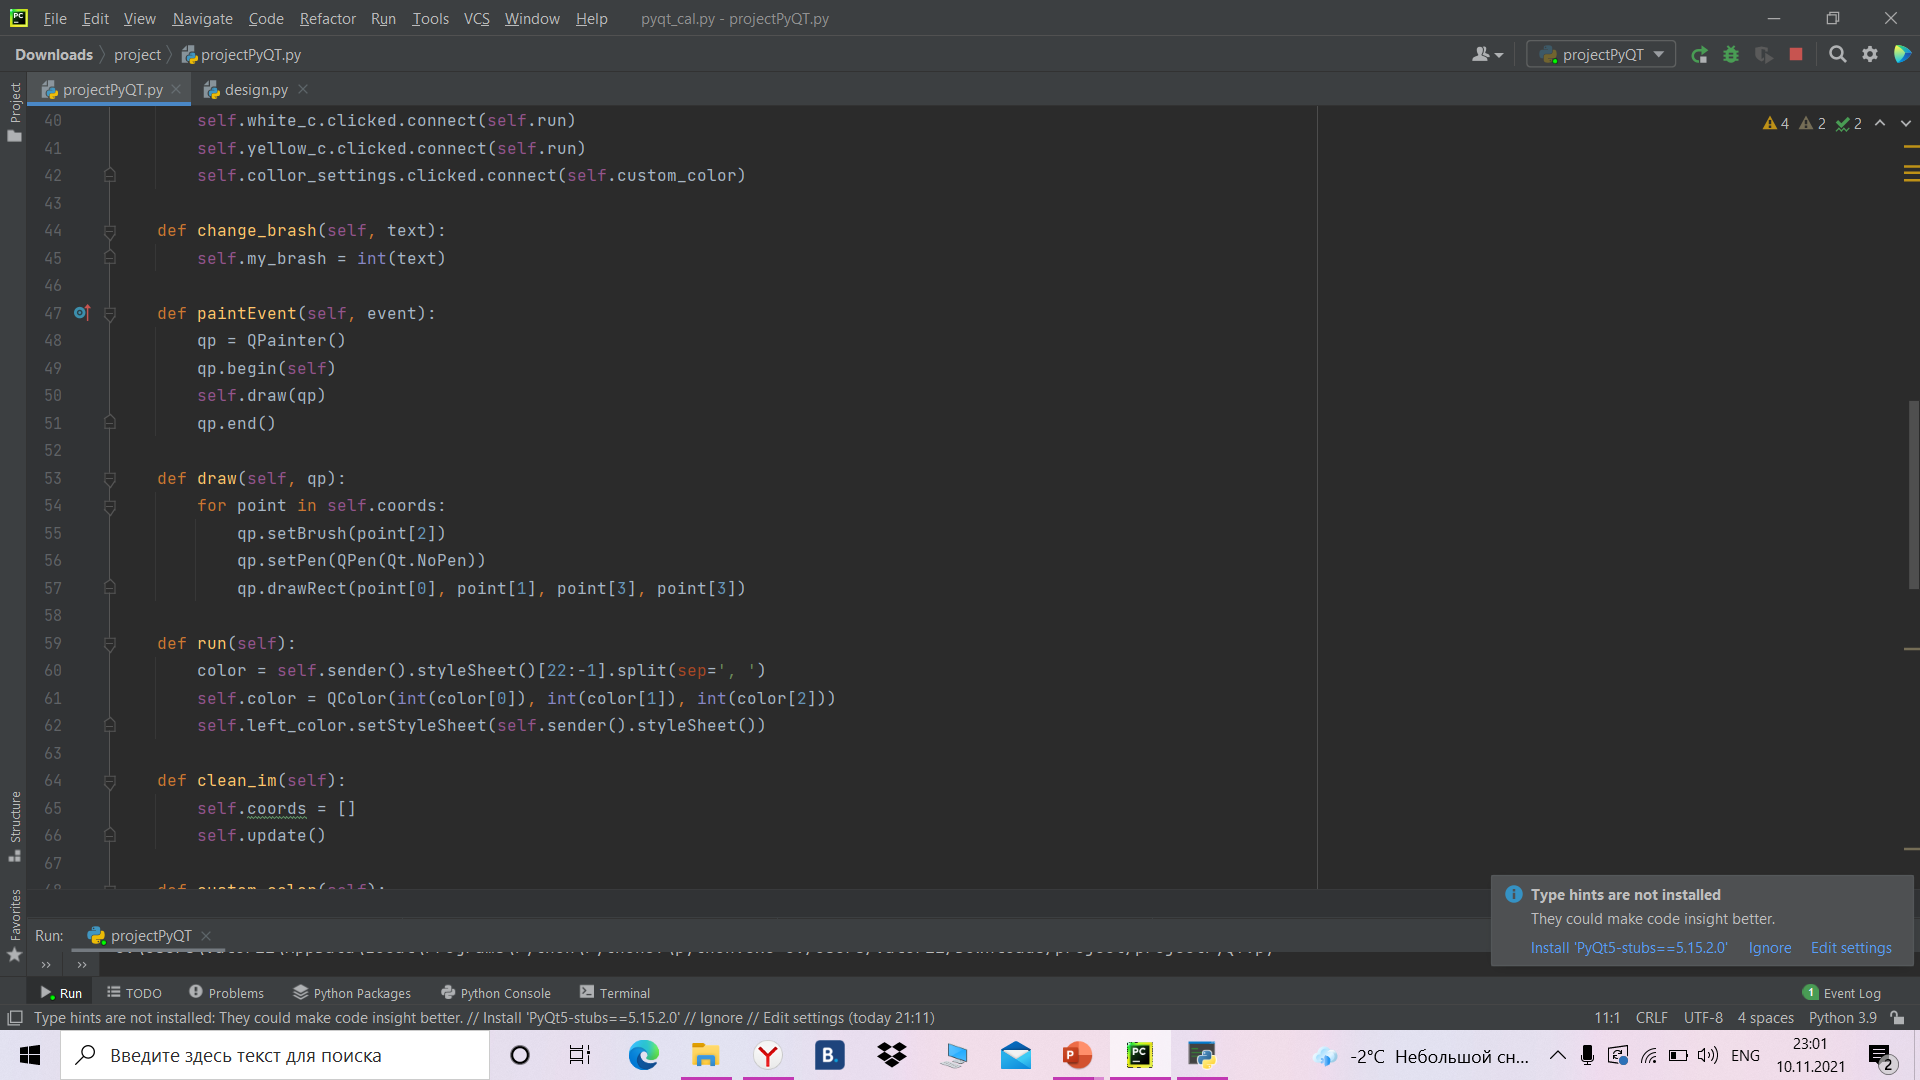 File Edit View Navigate Code Refactor Run Tools VCS Window Help pyqt_cal.py - projectPyQT.py
Downloads project projectPyQT.py projectPyQT
projectPyQT.py design.py
Project
4 2 2
40 self.white_c.clicked.connect(self.run)
41 self.yellow_c.clicked.connect(self.run)
42 self.collor_settings.clicked.connect(self.custom_color)
43
44 def change_brash(self, text):
45 self.my_brash = int(text)
46
47 def paintEvent(self, event):
48 qp = QPainter()
49 qp.begin(self)
50 self.draw(qp)
51 qp.end()
52
53 def draw(self, qp):
54 for point in self.coords:
55 qp.setBrush(point[2])
56 qp.setPen(QPen(Qt.NoPen))
57 qp.drawRect(point[0], point[1], point[3], point[3])
58
59 def run(self):
60 color = self.sender().styleSheet()[22:-1].split(sep=', ')
61 self.color = QColor(int(color[0]), int(color[1]), int(color[2]))
62 self.left_color.setStyleSheet(self.sender().styleSheet())
63
64 def clean_im(self):
65 self.coords = []
66 self.update()
67
68 def custom_color(self):
Structure
Favorites
Type hints are not installed
They could make code insight better.
Install 'PyQt5-stubs==5.15.2.0' Ignore Edit settings
Run: projectPyQT
Run TODO Problems Python Packages Python Console Terminal 1 Event Log
Type hints are not installed: They could make code insight better. // Install 'PyQt5-stubs==5.15.2.0' // Ignore // Edit settings (today 21:11) 11:1 CRLF UTF-8 4 spaces Python 3.9
Введите здесь текст для поиска -2°C Небольшой сн... ENG 23:01
10.11.2021 2